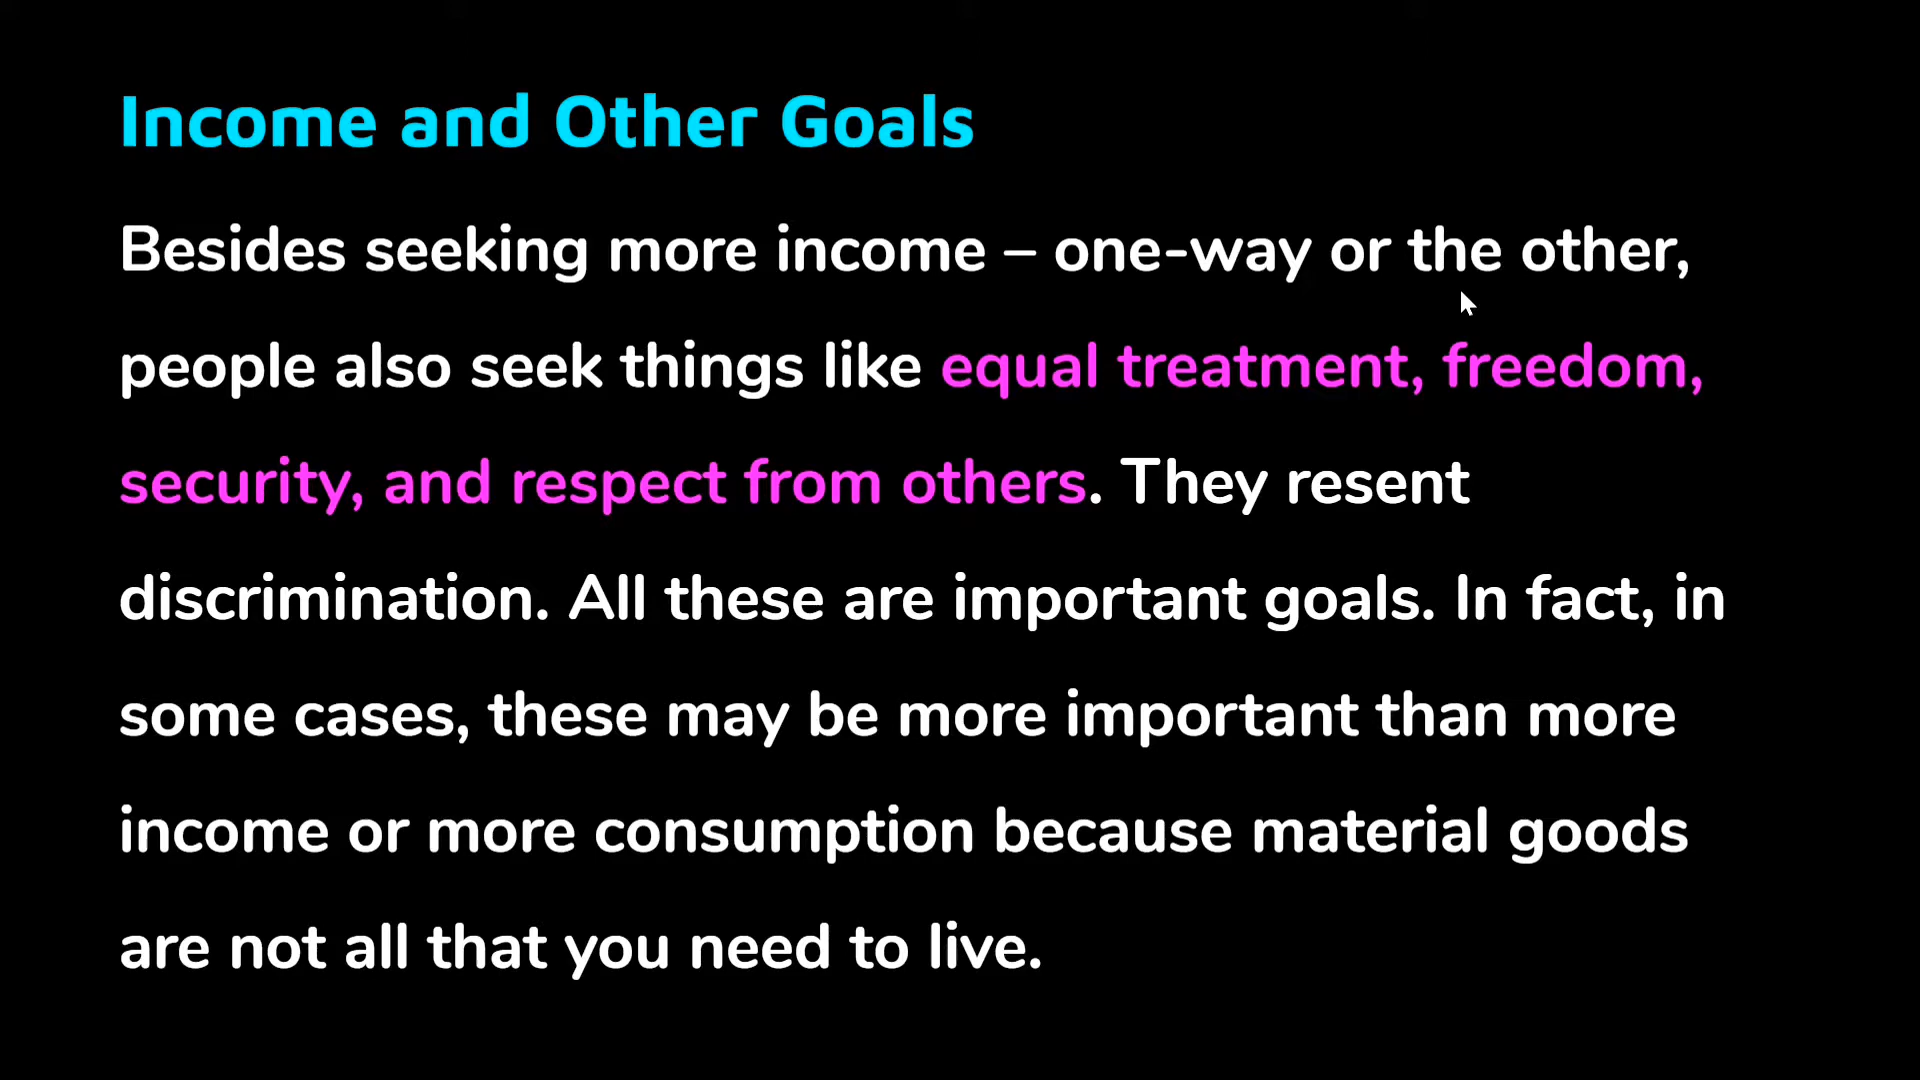 Income and Other Goals
Besides seeking more income – one-way or the other,
people also seek things like equal treatment, freedom,
security, and respect from others. They resent
discrimination. All these are important goals. In fact, in
some cases, these may be more important than more
income or more consumption because material goods
are not all that you need to live.